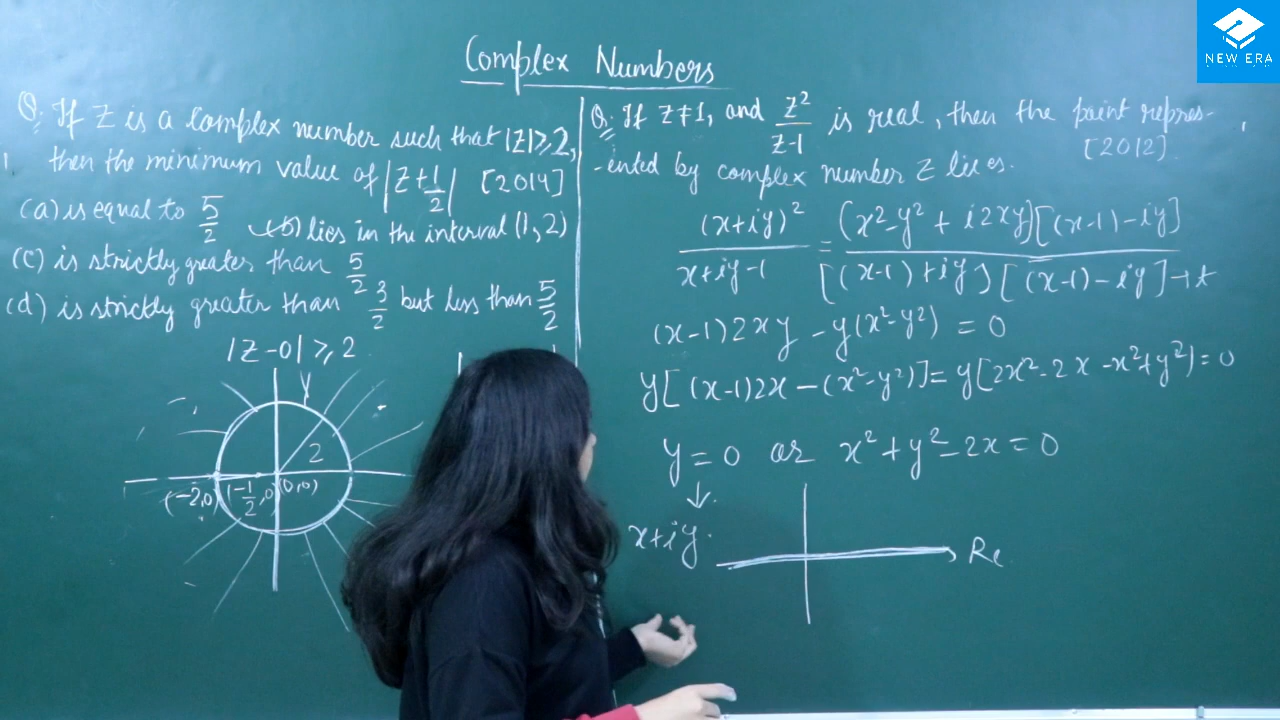 NEW ERA
Complex Numbers
Q: If Z is a complex number such that |Z|≥2,
then the minimum value of |Z+1/2| [2014]
(a) is equal to 5/2 (b) lies in the interval (1,2)
(c) is strictly greater than 5/2
(d) is strictly greater than 3/2 but less than 5/2
|Z-0| ≥ 2
y
2
(-2,0) (-1/2,0) (0,0)
Q: If Z≠1, and Z²/Z-1 is real, then the point repres-
-ented by complex number Z lies. [2012]
(x+iy)²/x+iy-1 = (x²-y²+i2xy)[(x-1)-iy]/[(x-1)+iy][(x-1)-iy]
(x-1)2xy - y(x²-y²) = 0
y[(x-1)2x-(x²-y²)] = y[2x²-2x-x²+y²) = 0
y=0 or x²+y²-2x=0
↓
x+iy
Re